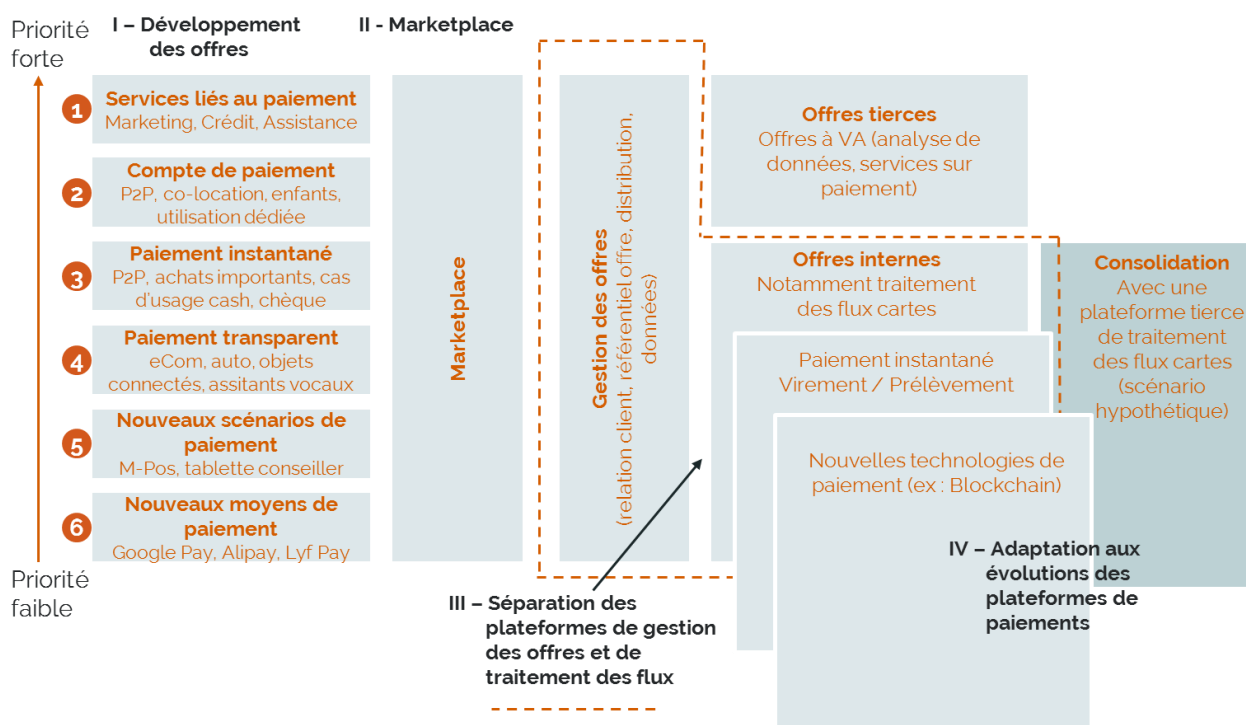 Priorité
forte
I – Développement
des offres
II - Marketplace
1
Services liés au paiement
Marketing, Crédit, Assistance
2
Compte de paiement
P2P, co-location, enfants,
utilisation dédiée
3
Paiement instantané
P2P, achats importants, cas
d'usage cash, chèque
4
Paiement transparent
eCom, auto, objets
connectés, assitants vocaux
5
Nouveaux scénarios de
paiement
M-Pos, tablette conseiller
6
Nouveaux moyens de
paiement
Google Pay, Alipay, Lyf Pay
Priorité
faible
Marketplace
Gestion des offres
(relation client, référentiel offre, distribution,
données)
Offres tierces
Offres à VA (analyse de
données, services sur
paiement)
Offres internes
Notamment traitement
des flux cartes
Paiement instantané
Virement / Prélèvement
Nouvelles technologies de
paiement (ex : Blockchain)
Consolidation
Avec une
plateforme tierce
de traitement
des flux cartes
(scénario
hypothétique)
III – Séparation des
plateformes de gestion
des offres et de
traitement des flux
IV – Adaptation aux
évolutions des
plateformes de
paiements